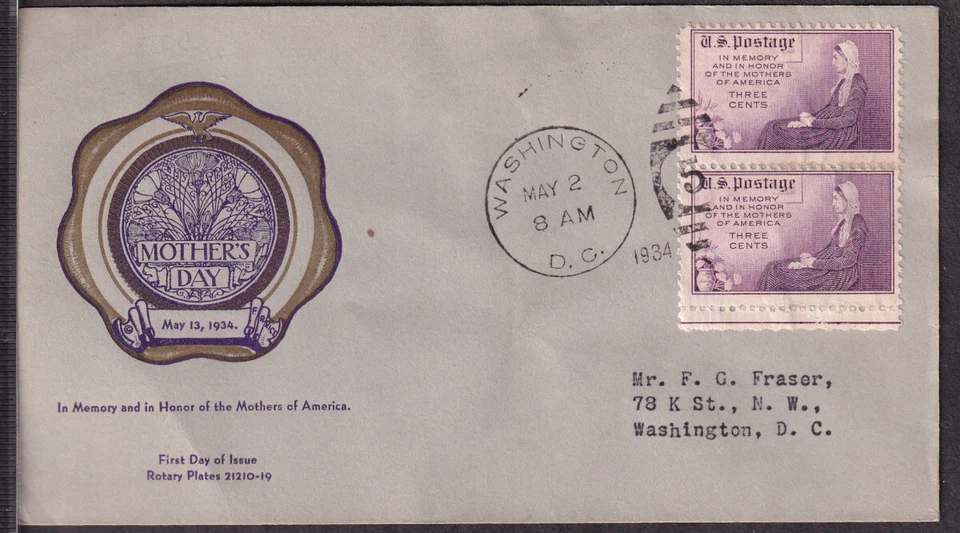 MOTHER'S
DAY
© May 13, 1934.
In Memory and in Honor of the Mothers of America.
First Day of Issue
Rotary Plates 21210-19
WASHINGTON
MAY 2
8 AM
D. C.
1934
U.S. Postage
IN MEMORY
AND IN HONOR
OF THE MOTHERS
OF AMERICA
THREE
CENTS
U.S. Postage
IN MEMORY
AND IN HONOR
OF THE MOTHERS
OF AMERICA
THREE
CENTS
Mr. F. G. Fraser,
78 K St., N. W.,
Washington, D. C.